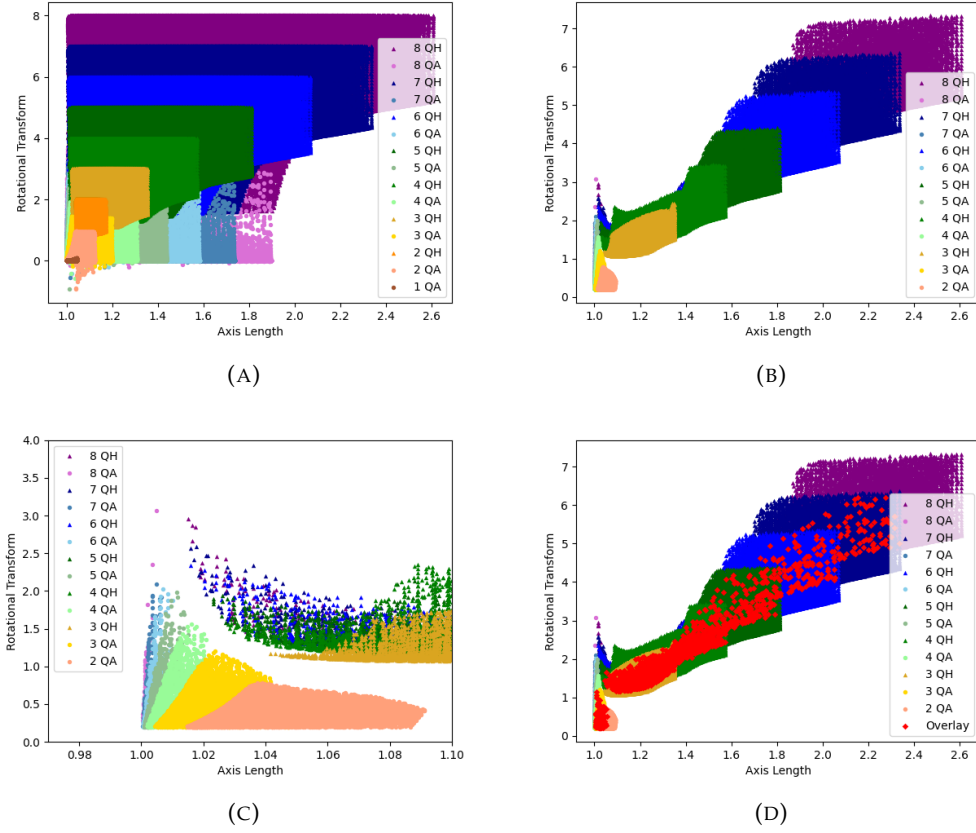 8
6
4
2
0
Rotational Transform
1.0 1.2 1.4 1.6 1.8 2.0 2.2 2.4 2.6
Axis Length
8 QH
8 QA
7 QH
7 QA
6 QH
6 QA
5 QH
5 QA
4 QH
4 QA
3 QH
3 QA
2 QH
2 QA
1 QA
(A)
7
6
5
4
3
2
1
0
Rotational Transform
1.0 1.2 1.4 1.6 1.8 2.0 2.2 2.4 2.6
Axis Length
8 QH
8 QA
7 QH
7 QA
6 QH
6 QA
5 QH
5 QA
4 QH
4 QA
3 QH
3 QA
2 QA
(B)
4.0
3.5
3.0
2.5
2.0
1.5
1.0
0.5
0.0
Rotational Transform
0.98 1.00 1.02 1.04 1.06 1.08 1.10
Axis Length
8 QH
8 QA
7 QH
7 QA
6 QH
6 QA
5 QH
5 QA
4 QH
4 QA
3 QH
3 QA
2 QA
(C)
7
6
5
4
3
2
1
0
Rotational Transform
1.0 1.2 1.4 1.6 1.8 2.0 2.2 2.4 2.6
Axis Length
8 QH
8 QA
7 QH
7 QA
6 QH
6 QA
5 QH
5 QA
4 QH
4 QA
3 QH
3 QA
2 QA
Overlay
(D)